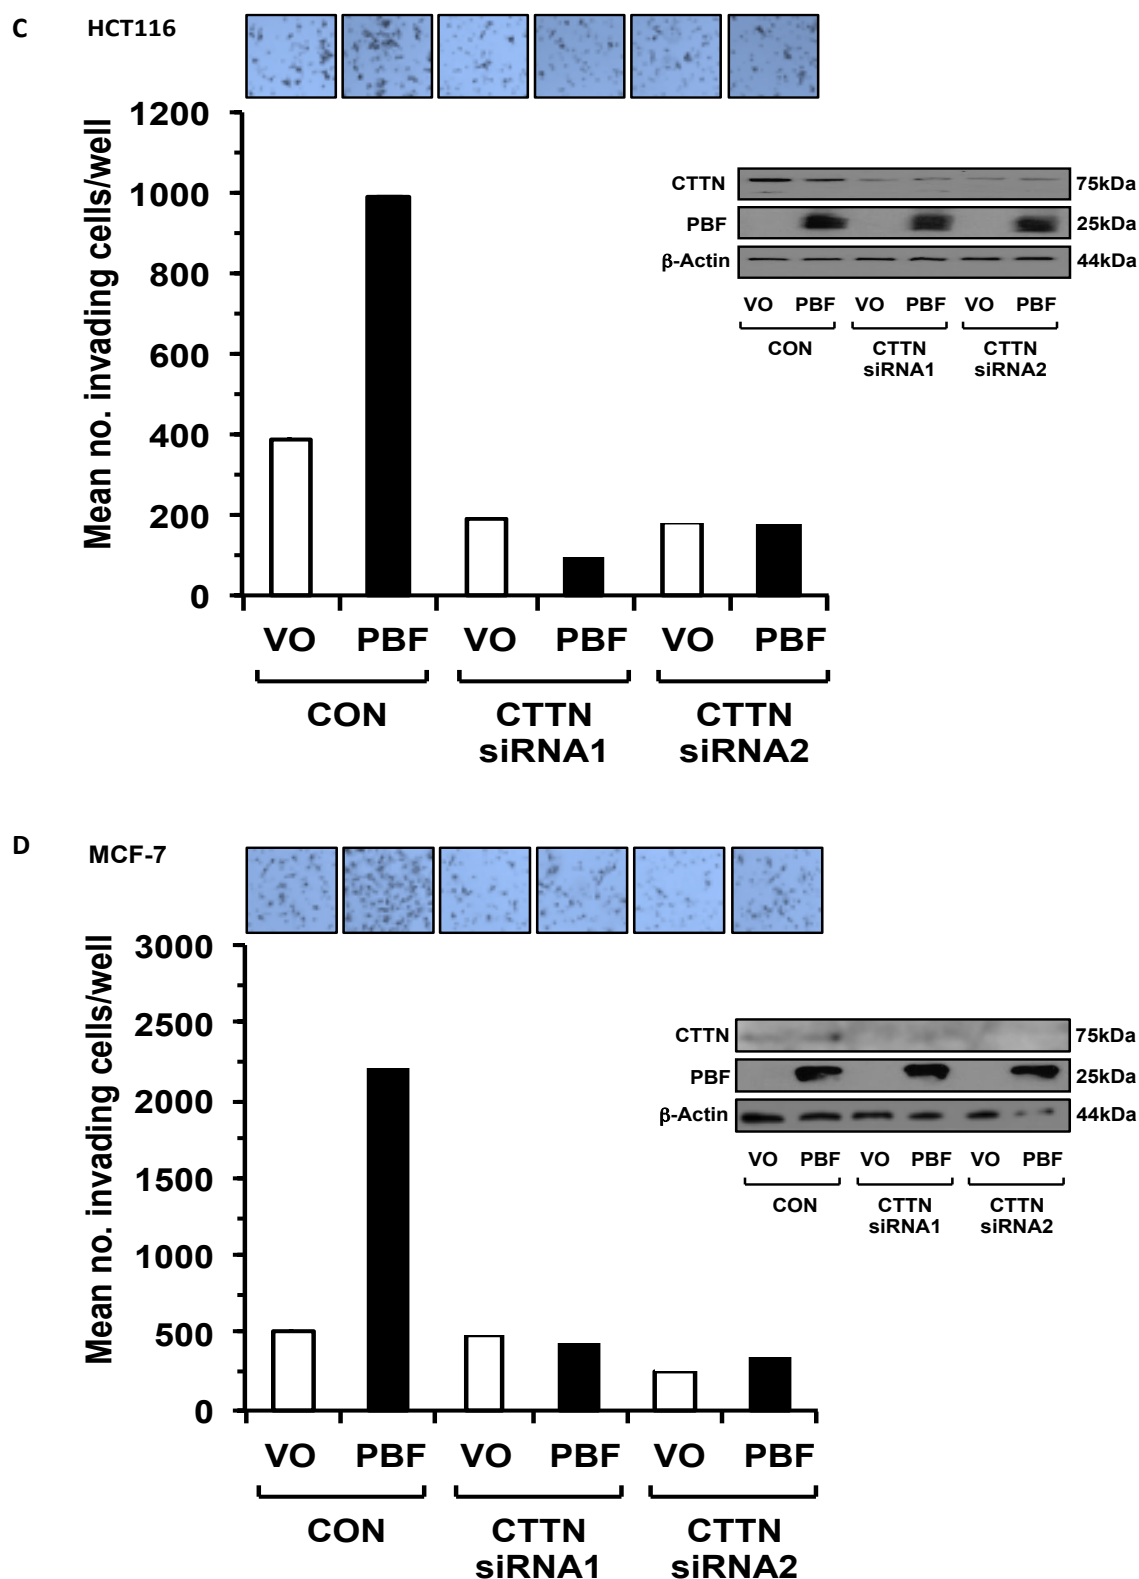 C HCT116
Mean no. invading cells/well
1200
1000
800
600
400
200
0
VO PBF VO PBF VO PBF
CON CTTN CTTN
siRNA1 siRNA2
CTTN 75kDa
PBF 25kDa
β-Actin 44kDa
VO PBF VO PBF VO PBF
CON CTTN CTTN
siRNA1 siRNA2
D MCF-7
Mean no. invading cells/well
3000
2500
2000
1500
1000
500
0
VO PBF VO PBF VO PBF
CON CTTN CTTN
siRNA1 siRNA2
CTTN 75kDa
PBF 25kDa
β-Actin 44kDa
VO PBF VO PBF VO PBF
CON CTTN CTTN
siRNA1 siRNA2